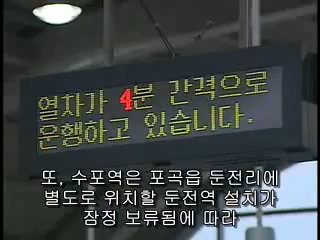 열차가 4분 간격으로
운행하고 있습니다.
또, 수포역은 포곡읍 둔전리에
별도로 위치할 둔전역 설치가
잠정 보류됨에 따라